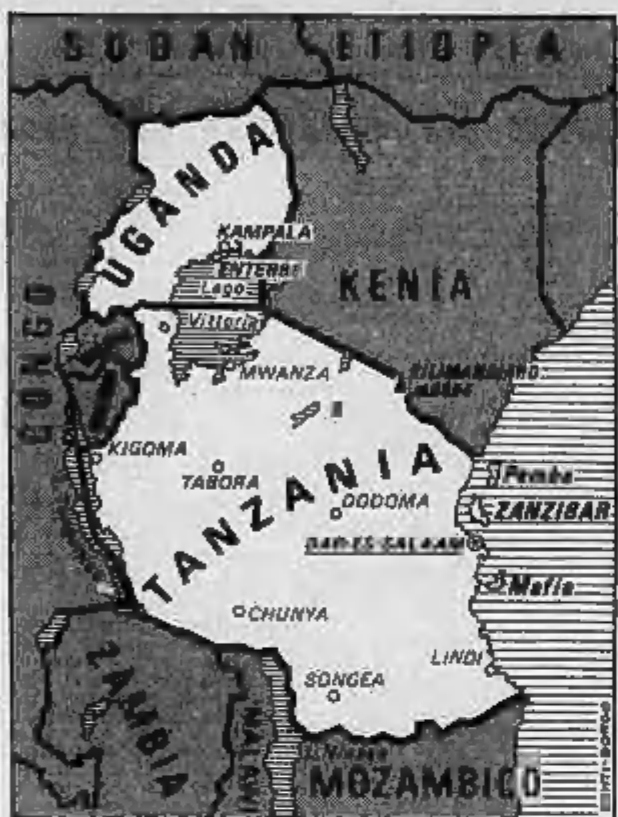 SUDAN
ETIOPIA
UGANDA
KAMPALA
ENTEBBE
Lago
Vittoria
KENIA
CONGO
MWANZA
KILIMANGIARO
KIGOMA
TABORA
TANZANIA
DODOMA
Pemba
ZANZIBAR
DAR-ES-SALAAM
Mafia
CHUNYA
LINDI
SONGEA
ZAMBIA
MALAWI
MOZAMBICO